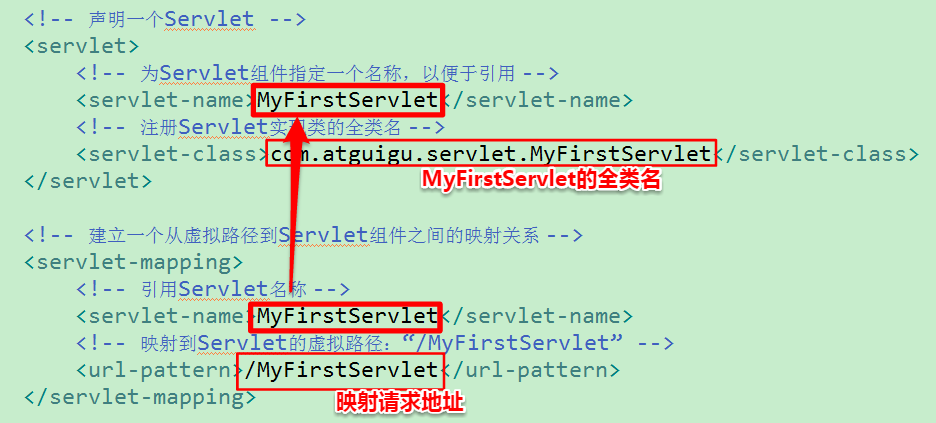 <!-- 声明一个Servlet -->
<servlet>
<!-- 为Servlet组件指定一个名称，以便于引用 -->
<servlet-name>MyFirstServlet</servlet-name>
<!-- 注册Servlet实现类的全类名 -->
<servlet-class>com.atguigu.servlet.MyFirstServlet</servlet-class>
</servlet>
MyFirstServlet的全类名
<!-- 建立一个从虚拟路径到Servlet组件之间的映射关系 -->
<servlet-mapping>
<!-- 引用Servlet名称 -->
<servlet-name>MyFirstServlet</servlet-name>
<!-- 映射到Servlet的虚拟路径：“/MyFirstServlet” -->
<url-pattern>/MyFirstServlet</url-pattern>
</servlet-mapping>
映射请求地址